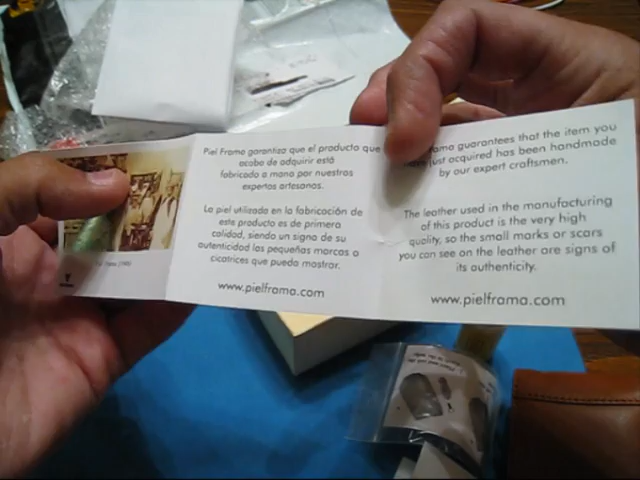 Piel Frama garantiza que el producto que
acaba de adquirir está
fabricado a mano por nuestros
expertos artesanos.
La piel utilizada en la fabricación de
este producto es de primera
calidad, siendo un signo de su
autenticidad las pequeñas marcas o
cicatrices que pueda mostrar.
www.pielframa.com
guarantees that the item you
just acquired has been handmade
by our expert craftsmen.
The leather used in the manufacturing
of this product is the very high
quality, so the small marks or scars
you can see on the leather are signs of
its authenticity.
www.pielframa.com